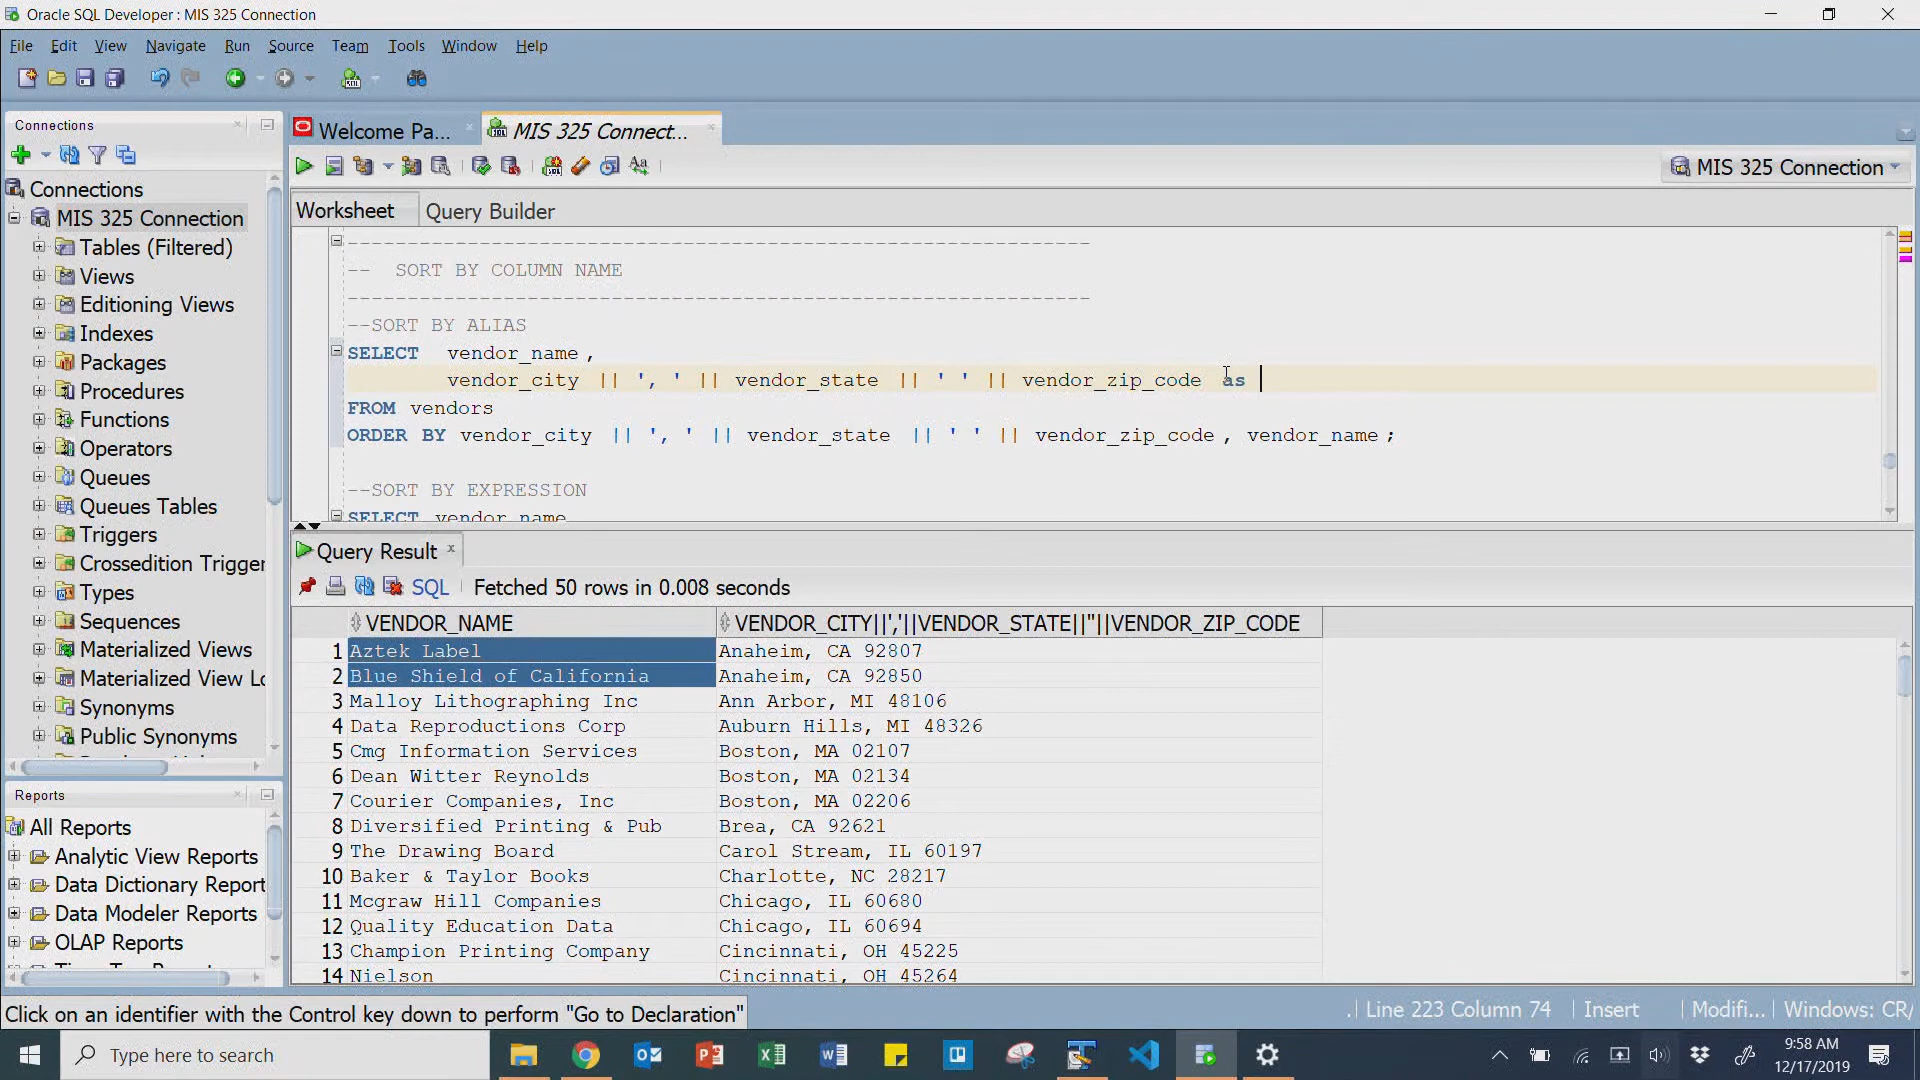 Oracle SQL Developer : MIS 325 Connection
File Edit View Navigate Run Source Team Tools Window Help
Connections
Welcome Pa...
MIS 325 Connect...
MIS 325 Connection
Worksheet
Query Builder
Connections
MIS 325 Connection
Tables (Filtered)
Views
Editioning Views
Indexes
Packages
Procedures
Functions
Operators
Queues
Queues Tables
Triggers
Crossedition Trigger
Types
Sequences
Materialized Views
Materialized View Lo
Synonyms
Public Synonyms
Reports
All Reports
Analytic View Reports
Data Dictionary Report
Data Modeler Reports
OLAP Reports
--------------------------------------------------------------
-- SORT BY COLUMN NAME
--------------------------------------------------------------
--SORT BY ALIAS
SELECT vendor_name,
vendor_city || ', ' || vendor_state || ' ' || vendor_zip_code as
FROM vendors
ORDER BY vendor_city || ', ' || vendor_state || ' ' || vendor_zip_code, vendor_name;
--SORT BY EXPRESSION
SELECT vendor_name
Query Result
SQL Fetched 50 rows in 0.008 seconds
VENDOR_NAME VENDOR_CITY||','||VENDOR_STATE||''||VENDOR_ZIP_CODE
1 Aztek Label Anaheim, CA 92807
2 Blue Shield of California Anaheim, CA 92850
3 Malloy Lithographing Inc Ann Arbor, MI 48106
4 Data Reproductions Corp Auburn Hills, MI 48326
5 Cmg Information Services Boston, MA 02107
6 Dean Witter Reynolds Boston, MA 02134
7 Courier Companies, Inc Boston, MA 02206
8 Diversified Printing & Pub Brea, CA 92621
9 The Drawing Board Carol Stream, IL 60197
10 Baker & Taylor Books Charlotte, NC 28217
11 Mcgraw Hill Companies Chicago, IL 60680
12 Quality Education Data Chicago, IL 60694
13 Champion Printing Company Cincinnati, OH 45225
14 Nielson Cincinnati, OH 45264
Click on an identifier with the Control key down to perform "Go to Declaration"
Line 223 Column 74 Insert Modifi... Windows: CR/
Type here to search
9:58 AM
12/17/2019